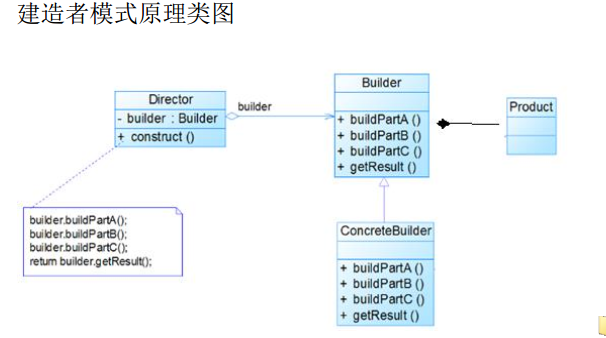 建造者模式原理类图
Director
- builder : Builder
+ construct ()
builder
Builder
+ buildPartA ()
+ buildPartB ()
+ buildPartC ()
+ getResult ()
Product
builder.buildPartA();
builder.buildPartB();
builder.buildPartC();
return builder.getResult();
ConcreteBuilder
+ buildPartA ()
+ buildPartB ()
+ buildPartC ()
+ getResult ()